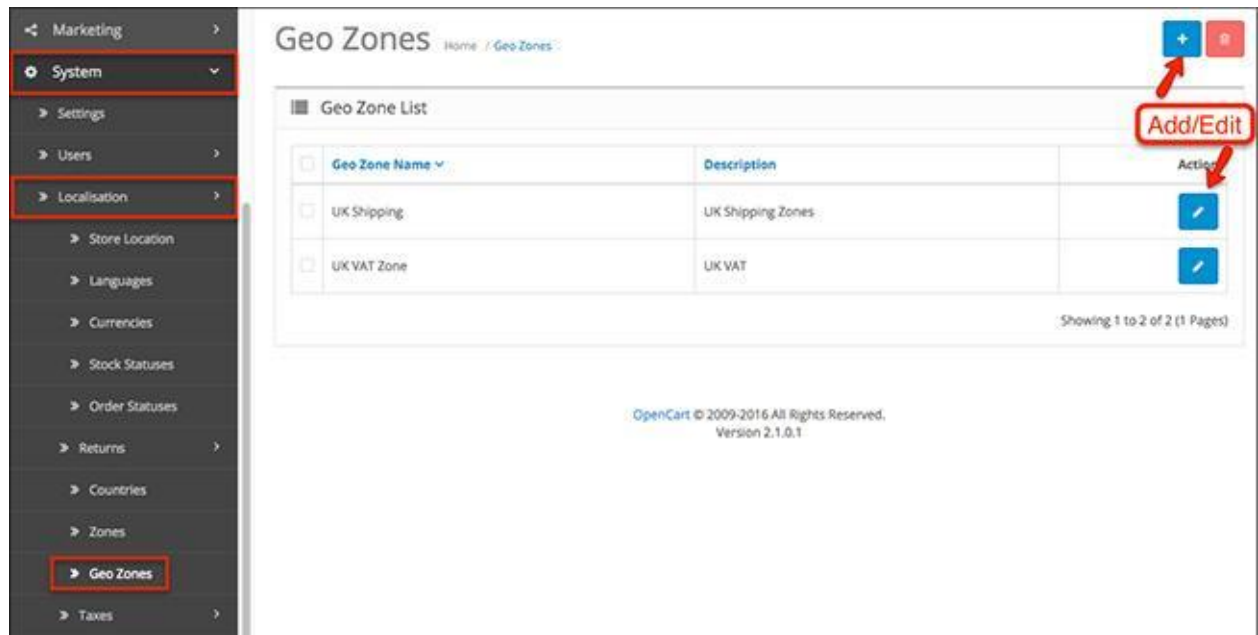 Marketing
System
Settings
Users
Localisation
Store Location
Languages
Currencies
Stock Statuses
Order Statuses
Returns
Countries
Zones
Geo Zones
Taxes
Geo Zones Home / Geo Zones
Geo Zone List
Add/Edit
Geo Zone Name Description Action
UK Shipping UK Shipping Zones
UK VAT Zone UK VAT
Showing 1 to 2 of 2 (1 Pages)
OpenCart © 2009-2016 All Rights Reserved.
Version 2.1.0.1